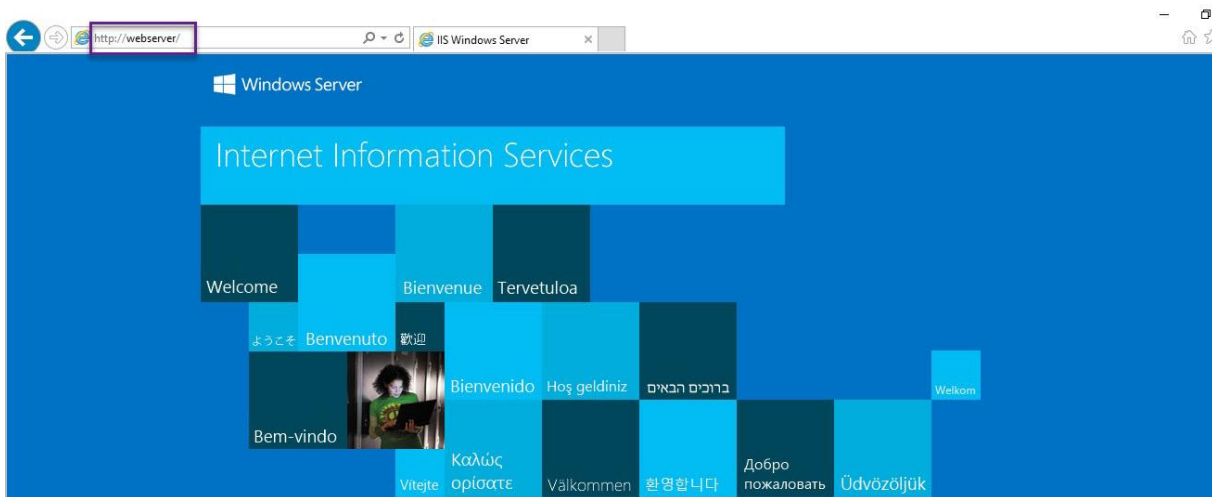 http://webserver/
IIS Windows Server
Windows Server
Internet Information Services
Welcome
Bienvenue
Tervetuloa
ようこそ
Benvenuto
歡迎
Bienvenido
Hoş geldiniz
ברוכים הבאים
Welkom
Bem-vindo
Vítejte
Καλώς
ορίσατε
Välkommen
환영합니다
Добро
пожаловать
Üdvözöljük